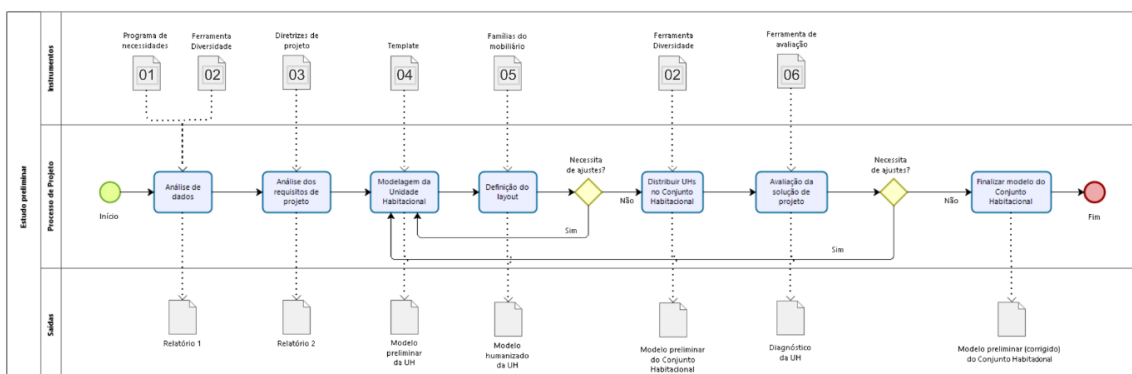 Estudo preliminar
Instrumentos
Programa de
necessidades
01
Ferramenta
Diversidade
02
Diretrizes de
projeto
03
Template
04
Famílias do
mobiliário
05
Ferramenta
Diversidade
02
Ferramenta de
avaliação
06
Processo de Projeto
Início
Análise de
dados
Análise dos
requisitos de
projeto
Modelagem da
Unidade
Habitacional
Definição do
layout
Necessita
de ajustes?
Não
Sim
Distribuir UHs
no Conjunto
Habitacional
Avaliação da
solução de
projeto
Necessita
de ajustes?
Não
Sim
Finalizar modelo do
Conjunto
Habitacional
Fim
Saídas
Relatório 1
Relatório 2
Modelo
preliminar
da UH
Modelo
humanizado da
UH
Modelo preliminar
do Conjunto
Habitacional
Diagnóstico
da UH
Modelo preliminar (corrigido) do
Conjunto Habitacional